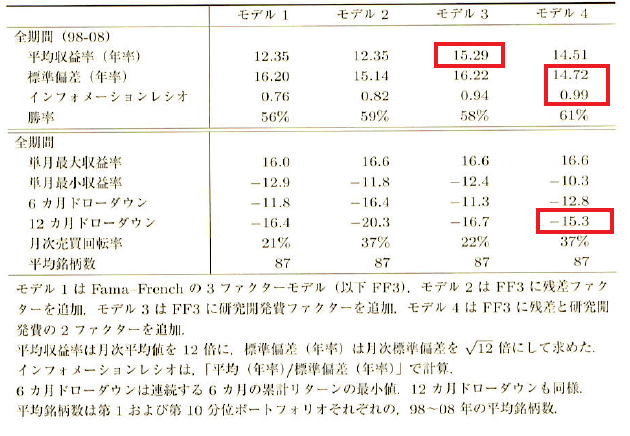 モデル 1 モデル 2 モデル 3 モデル 4
全期間 (98-08)
平均収益率（年率） 12.35 12.35 15.29 14.51
標準偏差（年率） 16.20 15.14 16.22 14.72
インフォメーションレシオ 0.76 0.82 0.94 0.99
勝率 56% 59% 58% 61%
全期間
単月最大収益率 16.0 16.6 16.6 16.6
単月最小収益率 −12.9 −11.8 −12.4 −10.3
6 カ月ドローダウン −11.8 −16.4 −11.3 −12.8
12 カ月ドローダウン −16.4 −20.3 −16.7 −15.3
月次売買回転率 21% 37% 22% 37%
平均銘柄数 87 87 87 87
モデル 1 は Fama–French の 3 ファクターモデル（以下 FF3），モデル 2 は FF3 に残差ファク
ターを追加，モデル 3 は FF3 に研究開発費ファクターを追加，モデル 4 は FF3 に残差と研究開
発費の 2 ファクターを追加．
平均収益率は月次平均値を 12 倍に，標準偏差（年率）は月次標準偏差を √12 倍にして求めた．
インフォメーションレシオは，「平均（年率）/標準偏差（年率）」で計算．
6 カ月ドローダウンは連続する 6 カ月の累計リターンの最小値．12 カ月ドローダウンも同様．
平均銘柄数は第 1 および第 10 分位ポートフォリオそれぞれの，98〜08 年の平均銘柄数．